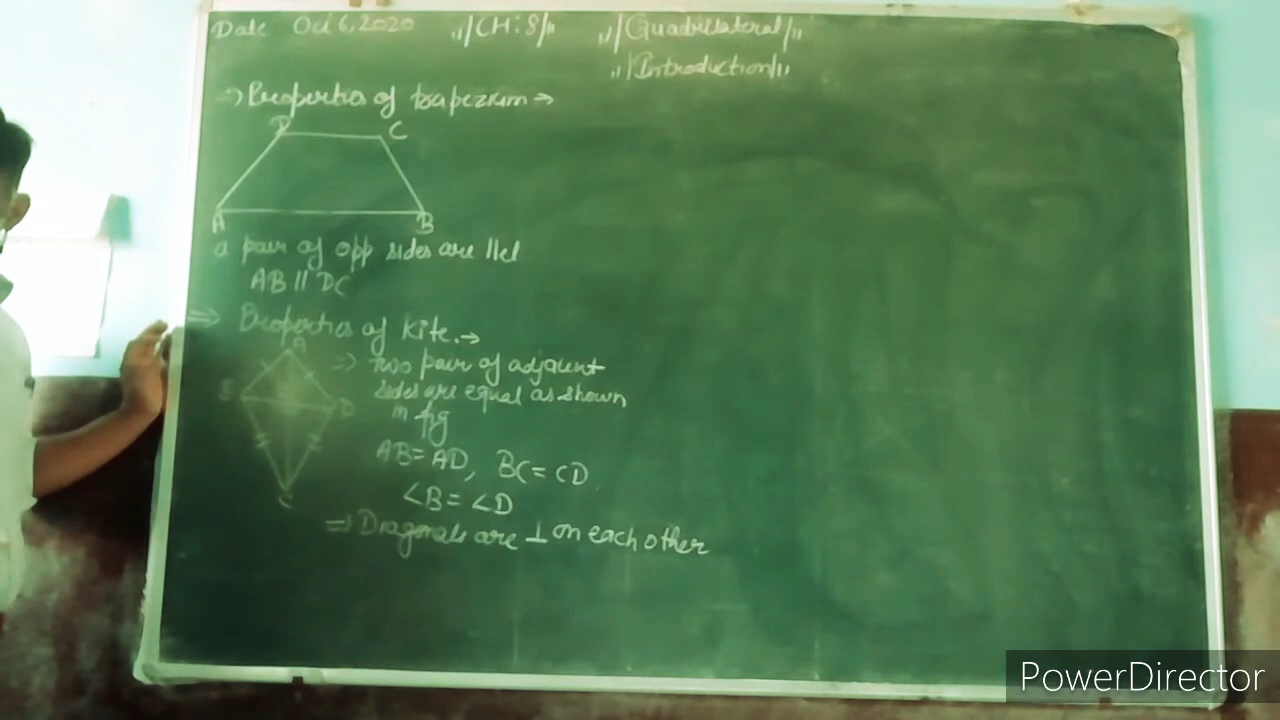 Date Oct 6, 2020 ,,/CH:8/,, ,,/Quadrilateral/,,
,,/Introduction/,,
→ Properties of trapezium →
D C
A B
a pair of opp sides are ||el
AB || DC
⇒ Properties of kite. →
A
⇒ two pair of adjacent
sides are equal as shown
B D
in fig
AB = AD, BC = CD
∠B = ∠D
C
⇒ Diagonals are ⊥ on each other
PowerDirector